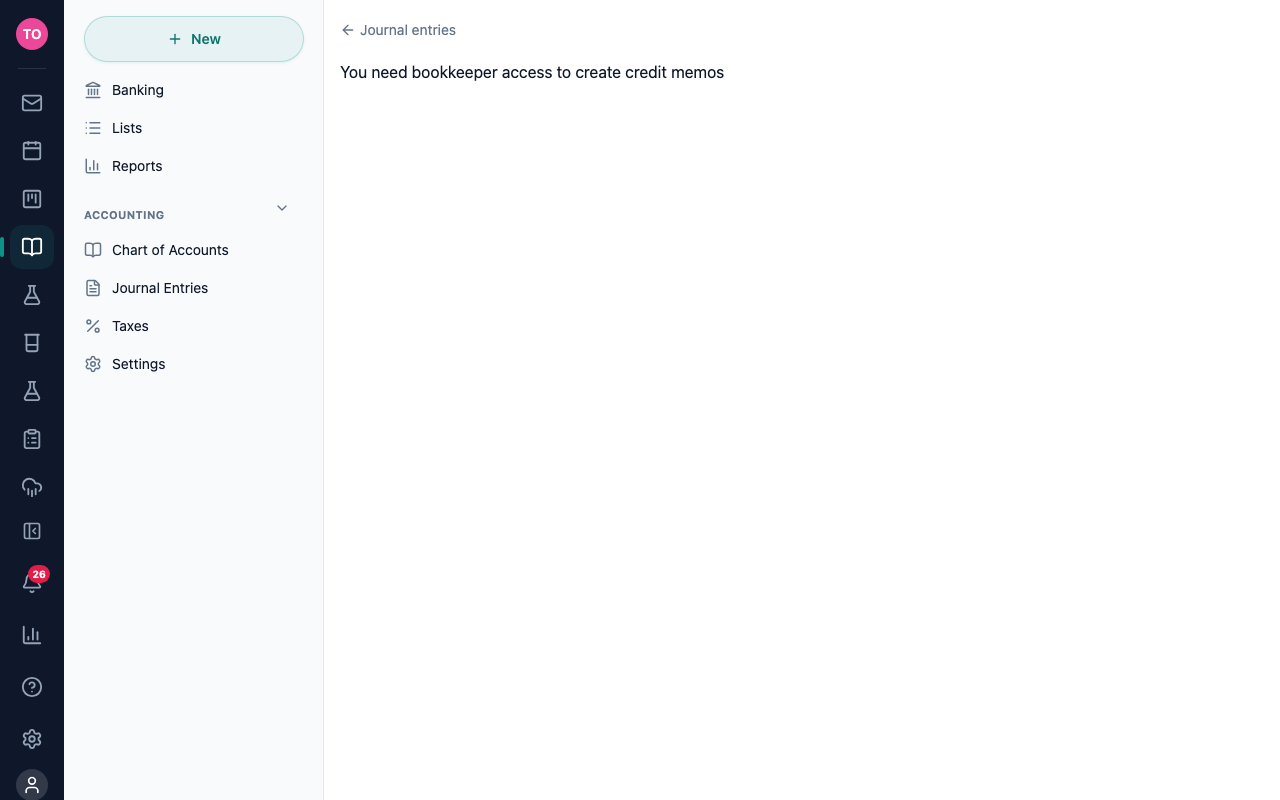 TO
New
Banking
Lists
Reports
ACCOUNTING
Chart of Accounts
Journal Entries
Taxes
Settings
26
Journal entries
You need bookkeeper access to create credit memos